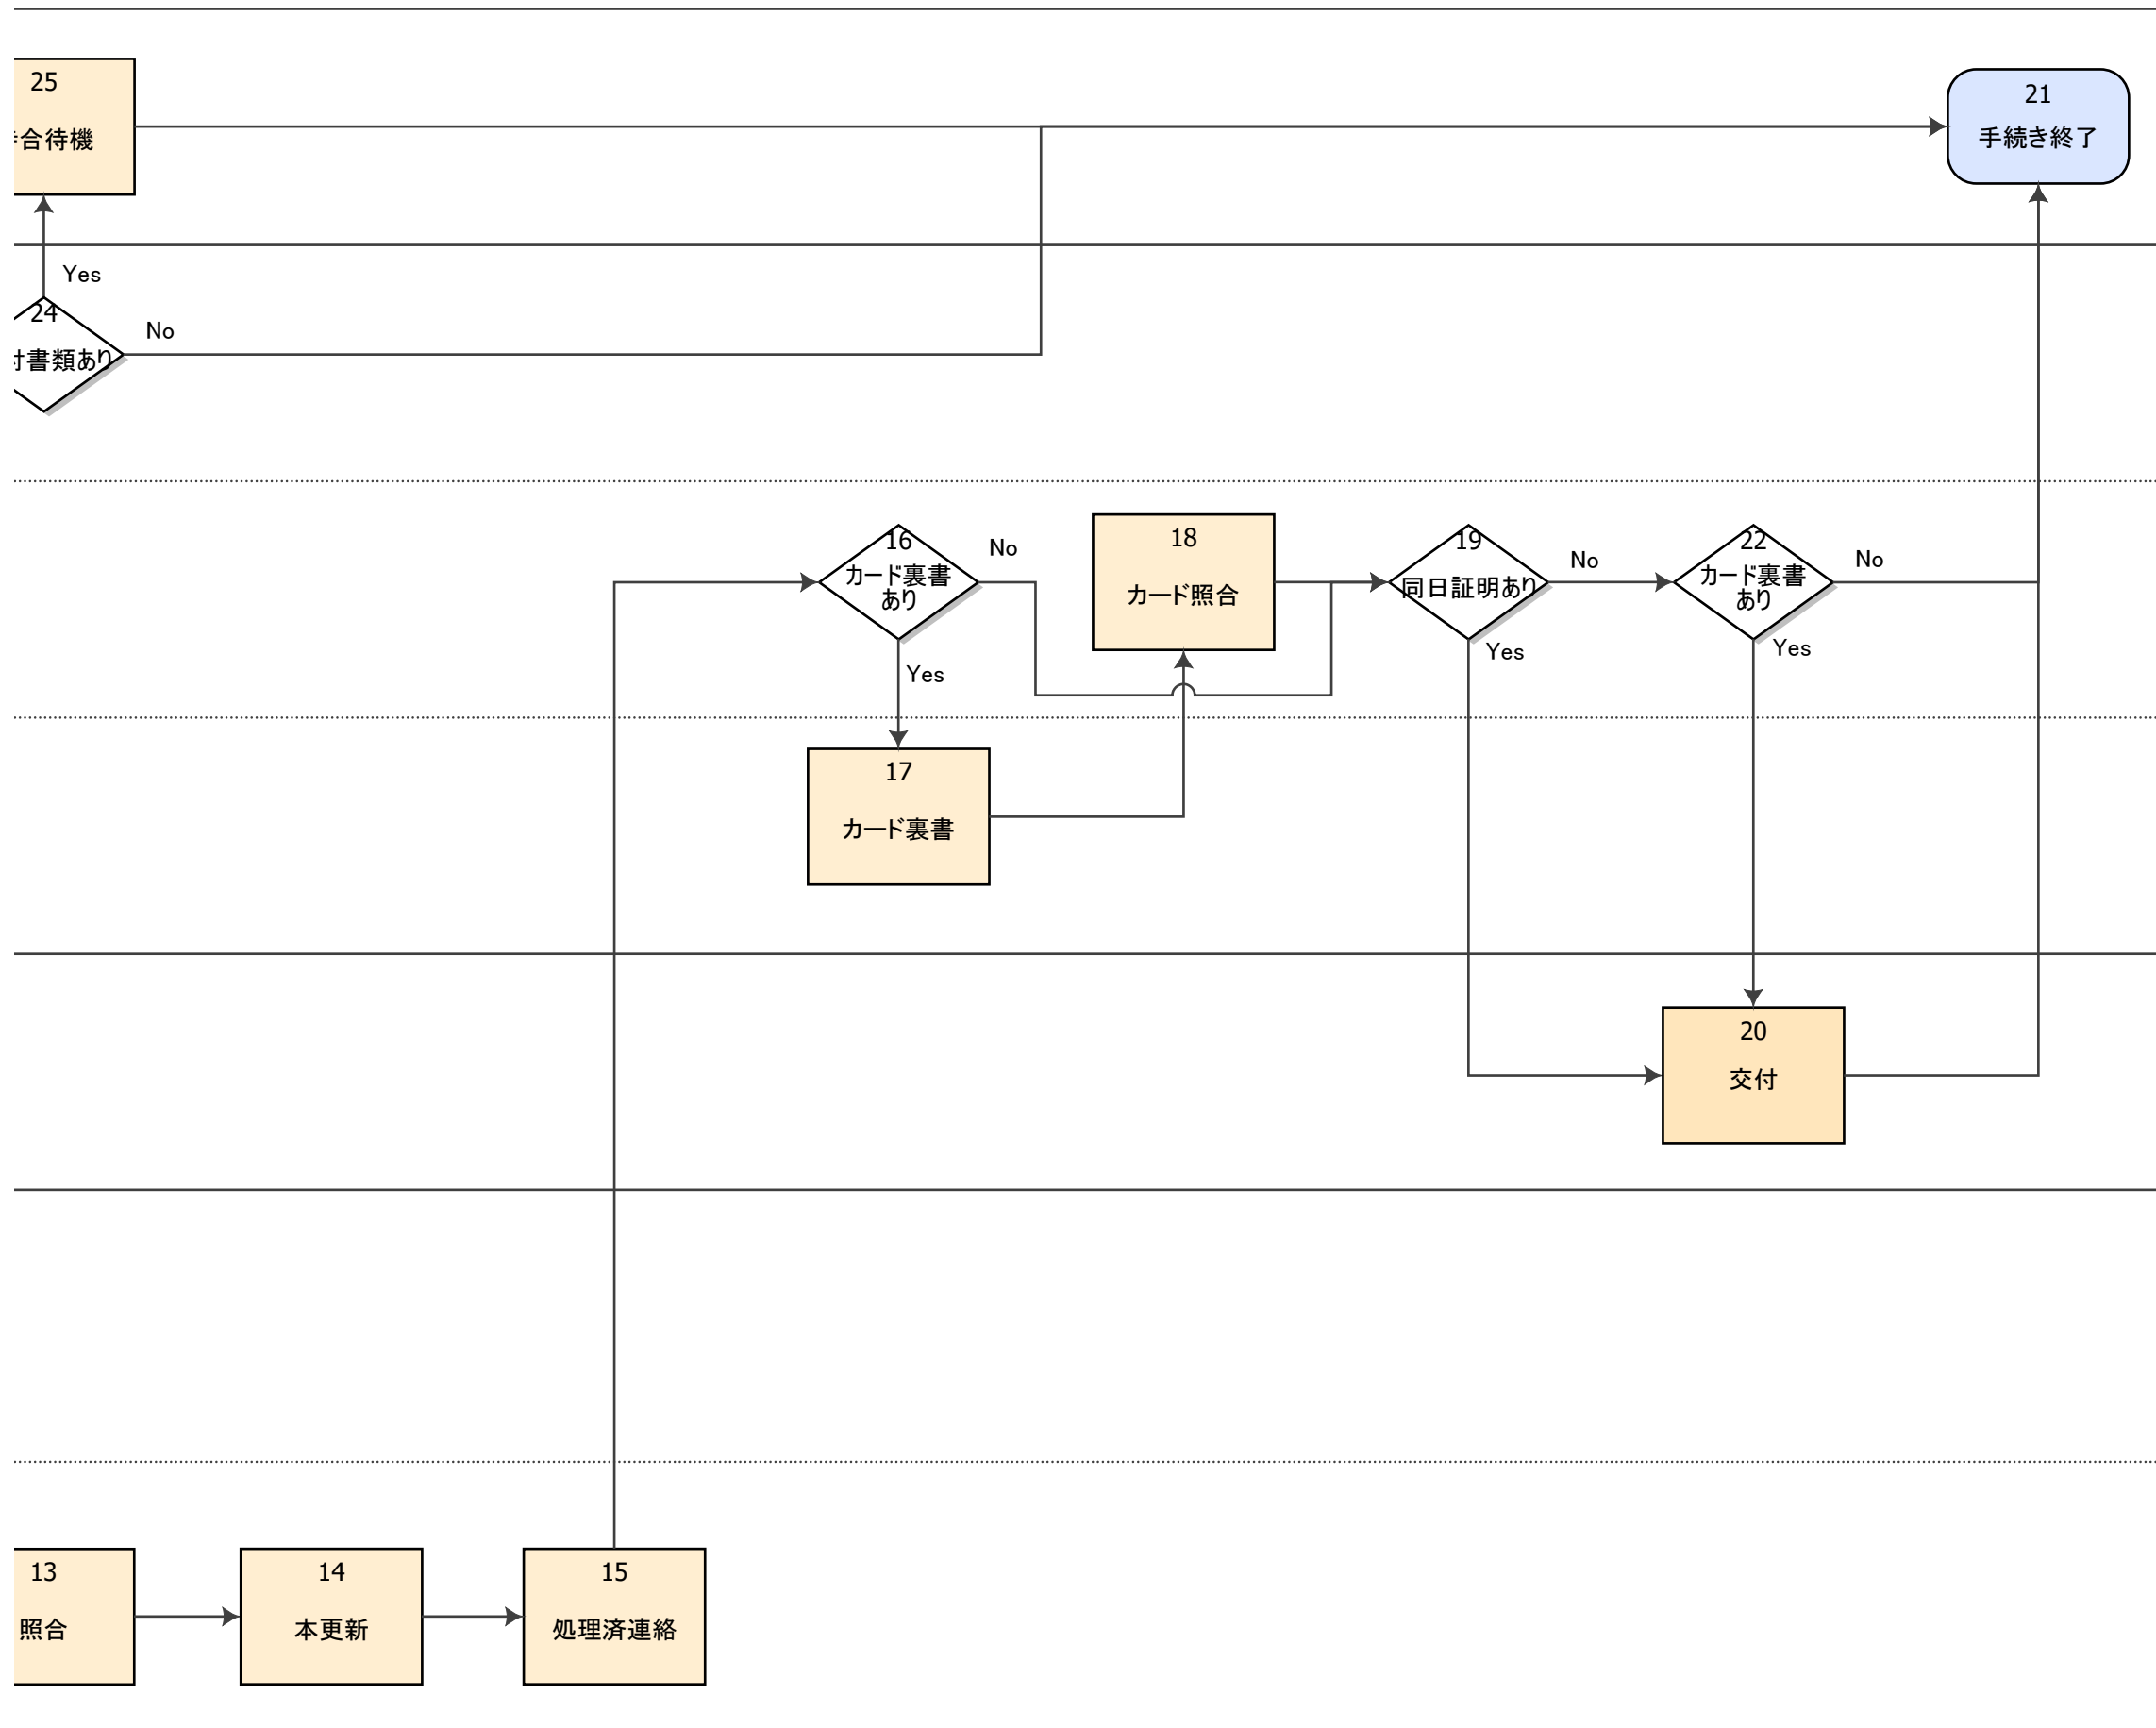 25
合待機
21
手続き終了
Yes
24
書類あり
No
16
カード裏書
あり
No
Yes
18
カード照合
19
同日証明あり
No
Yes
22
カード裏書
あり
No
Yes
17
カード裏書
20
交付
13
照合
14
本更新
15
処理済連絡